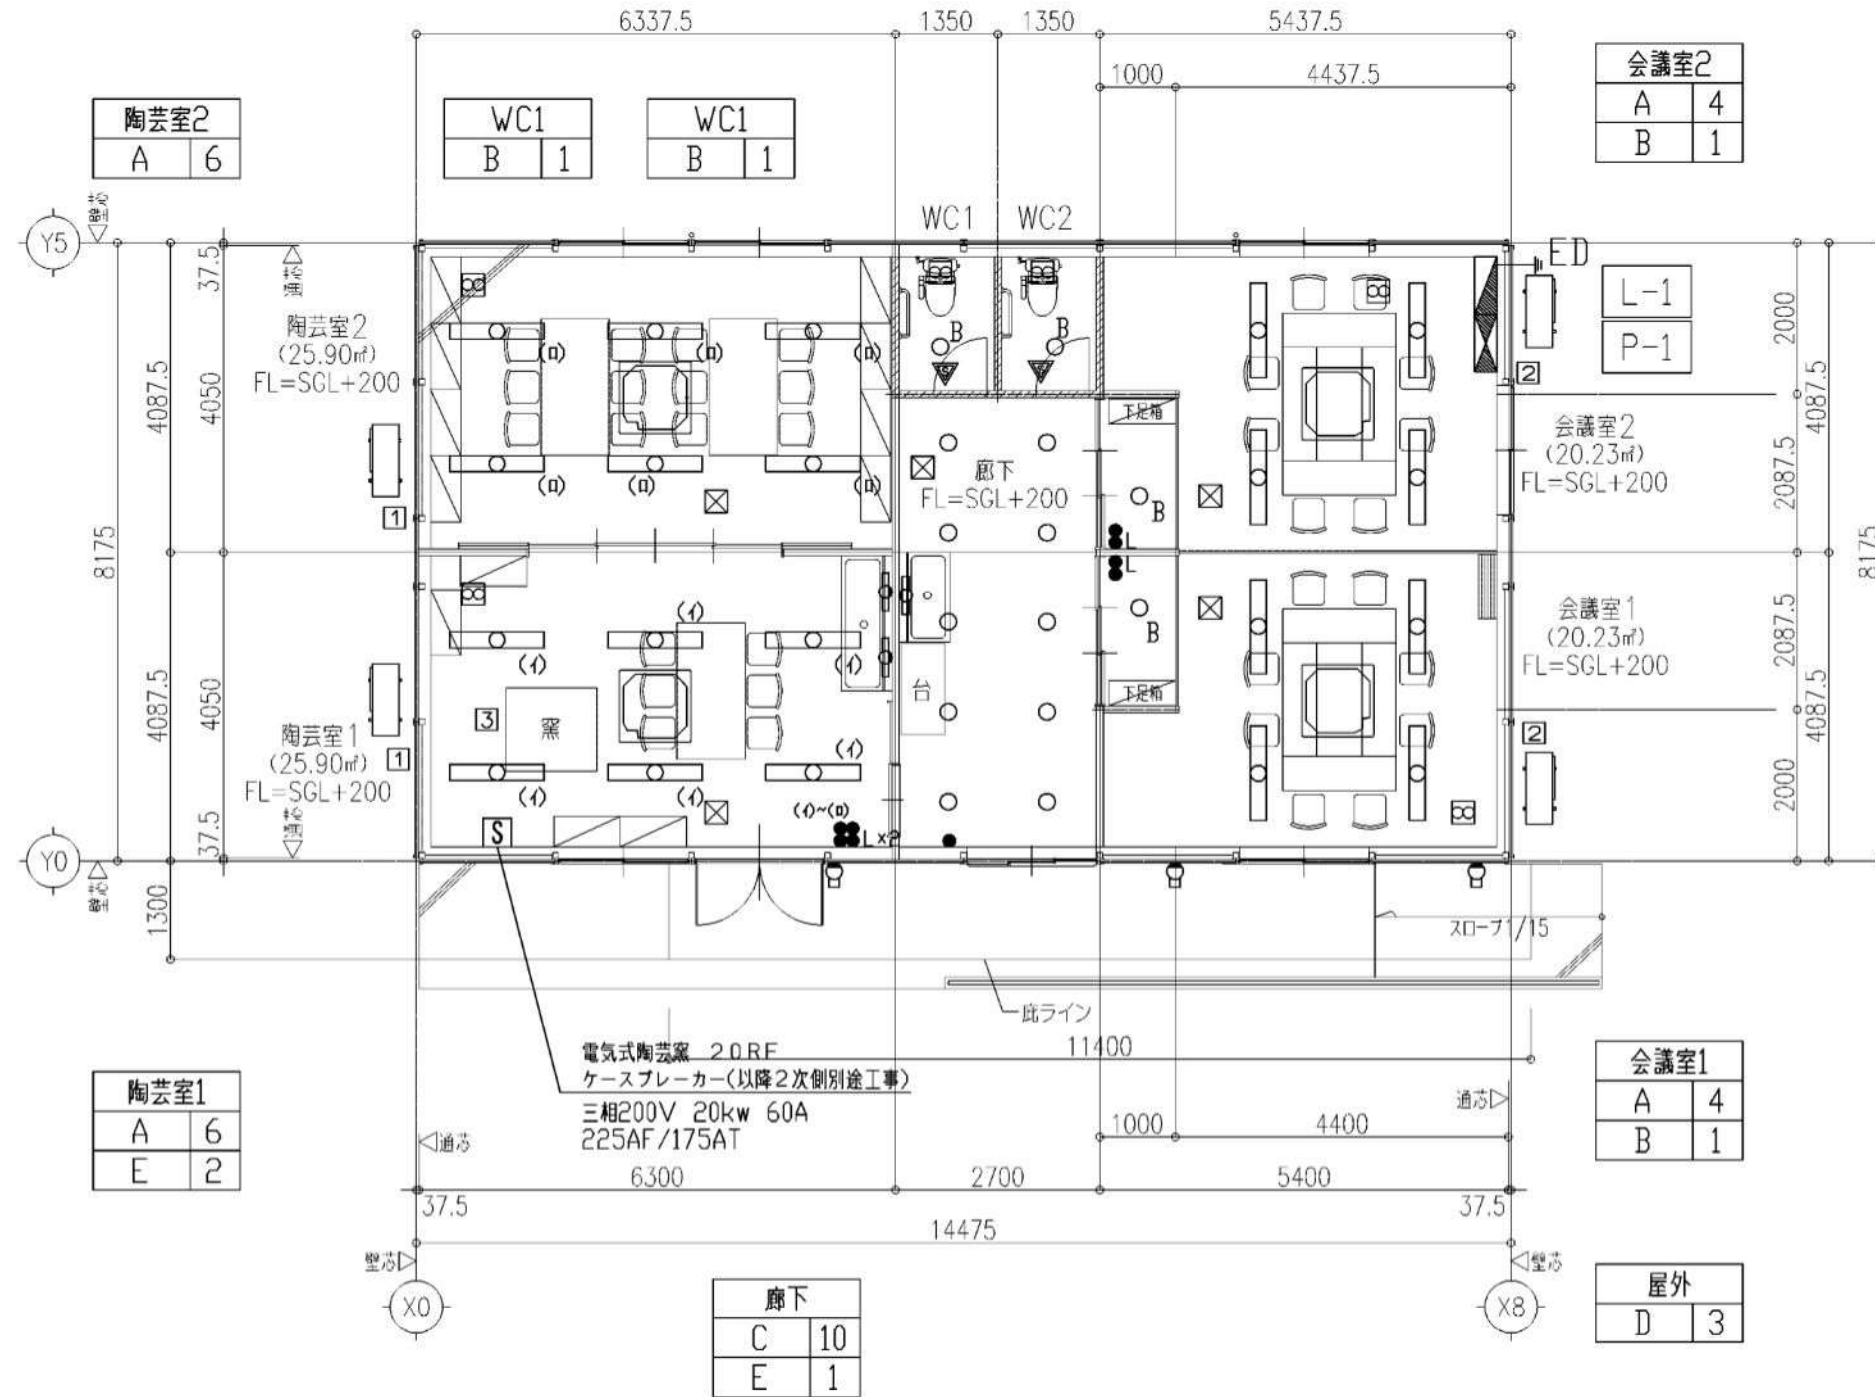 6337.5
1350
1350
5437.5
1000
4437.5
陶芸室2
A 6
WC1
B 1
WC1
B 1
会議室2
A 4
B 1
Y5
壁芯
通芯
37.5
WC1
WC2
ED
L-1
P-1
陶芸室2
(25.90㎡)
FL=SGL+200
B
B
(ロ)
(ロ)
(ロ)
(ロ)
(ロ)
(ロ)
2
1
下足箱
廊下
FL=SGL+200
会議室2
(20.23㎡)
FL=SGL+200
B
L
L
B
8175
4087.5
4050
4087.5
4050
37.5
1300
2000
2087.5
4087.5
2087.5
4087.5
2000
8175
会議室1
(20.23㎡)
FL=SGL+200
下足箱
台
(イ)
(イ)
(イ)
(イ)
(イ)
(イ)
3
窯
陶芸室1
(25.90㎡)
FL=SGL+200
1
2
(イ)~(ロ)
L×2
S
Y0
壁芯
通芯
スロープ1/15
庇ライン
11400
電気式陶芸窯 20RF
ケースブレーカー(以降2次側別途工事)
三相200V 20kw 60A
225AF/175AT
陶芸室1
A 6
E 2
会議室1
A 4
B 1
通芯
通芯
1000
4400
6300
2700
5400
37.5
37.5
14475
壁芯
壁芯
X0
X8
廊下
C 10
E 1
屋外
D 3